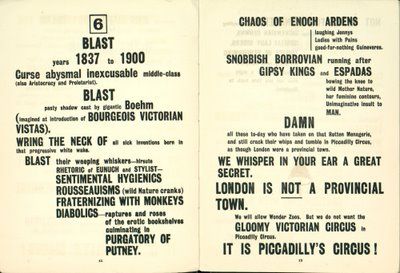 6
BLAST
years 1837 to 1900
Curse abysmal inexcusable middle-class
(also Aristocracy and Proletariat).
BLAST
pasty shadow cast by gigantic Boehm
(imagined at introduction of BOURGEOIS VICTORIAN
VISTAS).
WRING THE NECK OF all sick inventions born in
that progressive white wake.
BLAST their weeping whiskers—hirsute
RHETORIC of EUNUCH and STYLIST—
SENTIMENTAL HYGIENICS
ROUSSEAUISMS (wild Nature cranks)
FRATERNIZING WITH MONKEYS
DIABOLICS—raptures and roses
of the erotic bookshelves
culminating in
PURGATORY OF
PUTNEY.
CHAOS OF ENOCH ARDENS
laughing Jennys
Ladies with Pains
good-for-nothing Guineveres.
SNOBBISH BORROVIAN running after
GIPSY KINGS and ESPADAS
bowing the knee to
wild Mother Nature,
her feminine contours,
Unimaginative insult to
MAN.
DAMN
all these to-day who have taken on that Rotten Menagerie,
and still crack their whips and tumble in Piccadilly Circus,
as though London were a provincial town.
WE WHISPER IN YOUR EAR A GREAT
SECRET.
LONDON IS NOT A PROVINCIAL
TOWN.
We will allow Wonder Zoos. But we do not want the
GLOOMY VICTORIAN CIRCUS in
Piccadilly Circus.
IT IS PICCADILLY'S CIRCUS !